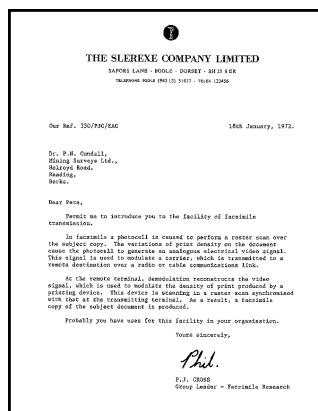 THE SLEREXE COMPANY LIMITED
SAPORS LANE - BOOLE - DORSET - BH 25 8 ER
TELEPHONE BOOLE (945 13) 51617 - TELEX 123456
Our Ref. 350/PJC/EAC
18th January, 1972.
Dr. P.N. Cundall,
Mining Surveys Ltd.,
Holroyd Road,
Reading,
Berks.
Dear Pete,
Permit me to introduce you to the facility of facsimile
transmission.
In facsimile a photocell is caused to perform a raster scan over
the subject copy. The variations of print density on the document
cause the photocell to generate an analogous electrical video signal.
This signal is used to modulate a carrier, which is transmitted to a
remote destination over a radio or cable communications link.
At the remote terminal, demodulation reconstructs the video
signal, which is used to modulate the density of print produced by a
printing device. This device is scanning in a raster scan synchronised
with that at the transmitting terminal. As a result, a facsimile
copy of the subject document is produced.
Probably you have uses for this facility in your organisation.
Yours sincerely,
Phil.
P.J. CROSS
Group Leader - Facsimile Research